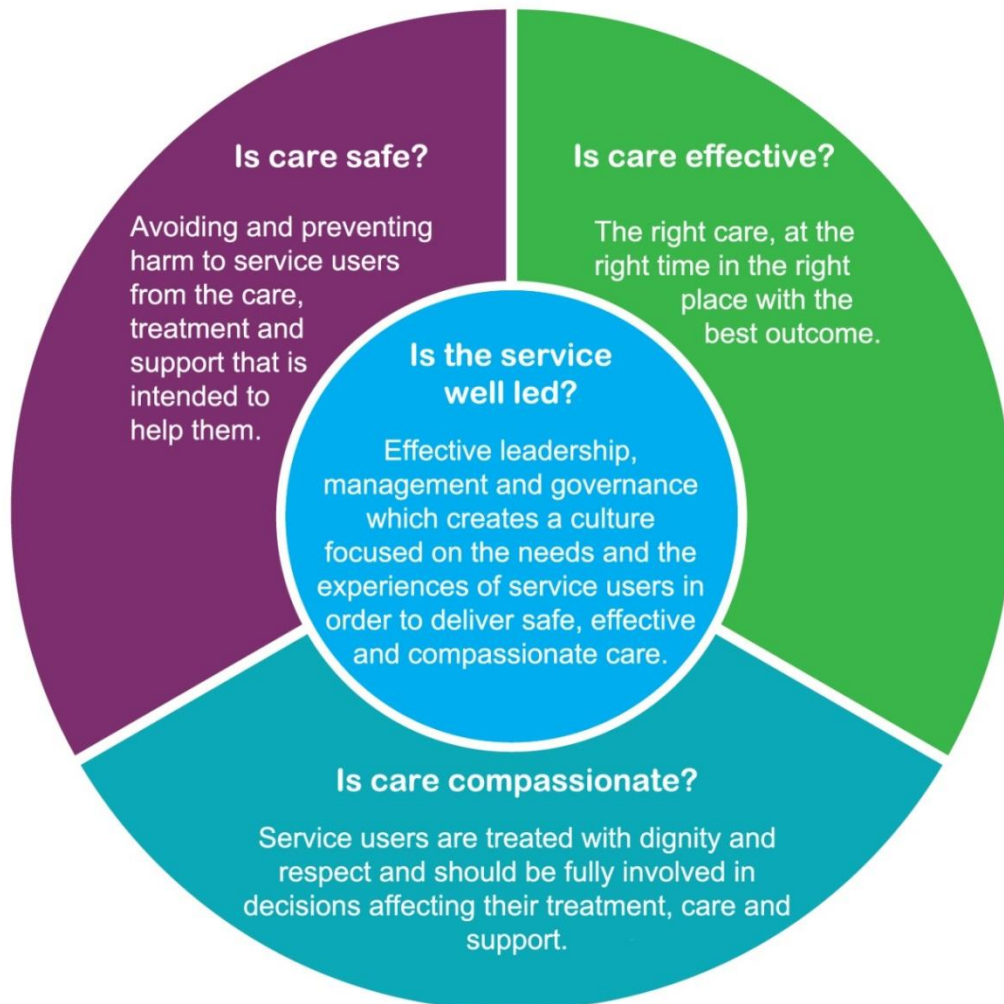 Is care safe?
Avoiding and preventing
harm to service users
from the care,
treatment and
support that is
intended to
help them.
Is care effective?
The right care, at the
right time in the right
place with the
best outcome.
Is the service
well led?
Effective leadership,
management and governance
which creates a culture
focused on the needs and the
experiences of service users in
order to deliver safe, effective
and compassionate care.
Is care compassionate?
Service users are treated with dignity and
respect and should be fully involved in
decisions affecting their treatment, care and
support.